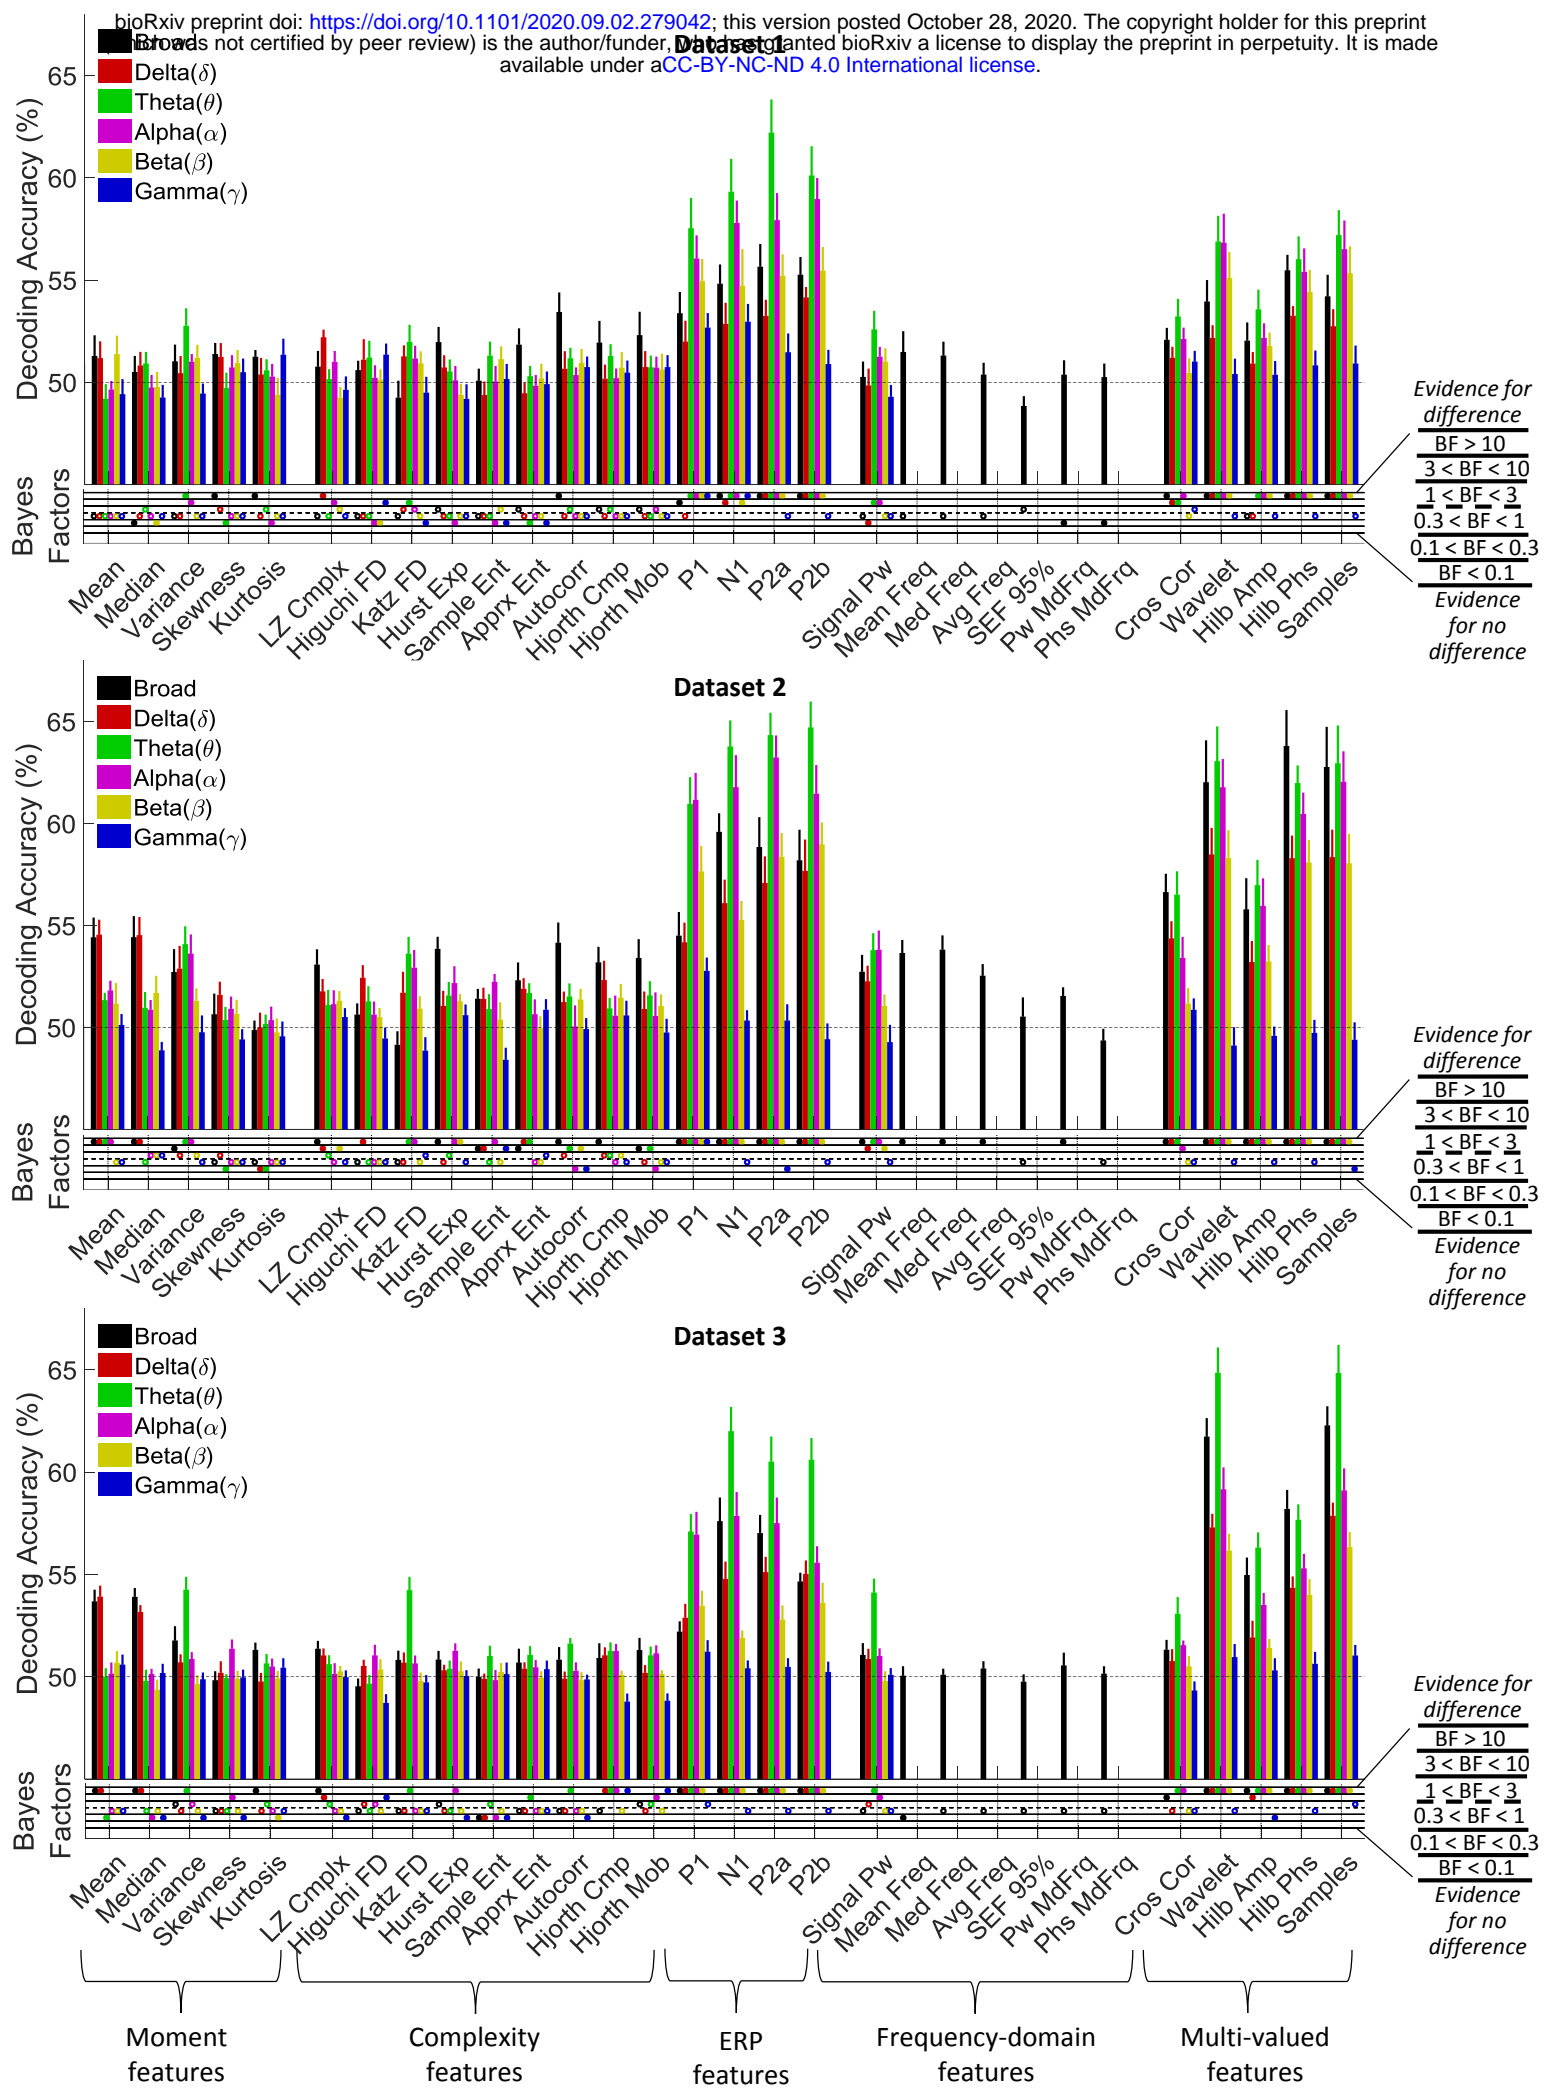 bioRxiv preprint doi: https://doi.org/10.1101/2020.09.02.279042; this version posted October 28, 2020. The copyright holder for this preprint
was not certified by peer review) is the author/funder, who has granted bioRxiv a license to display the preprint in perpetuity. It is made
available under aCC-BY-NC-ND 4.0 International license.
Dataset 1
Broad
Delta(δ)
Theta(θ)
Alpha(α)
Beta(β)
Gamma(γ)
Decoding Accuracy (%)
65
60
55
50
Bayes
Factors
Evidence for
difference
BF > 10
3 < BF < 10
1 < BF < 3
0.3 < BF < 1
0.1 < BF < 0.3
BF < 0.1
Evidence
for no
difference
Mean
Median
Variance
Skewness
Kurtosis
LZ Cmplx
Higuchi FD
Katz FD
Hurst Exp
Sample Ent
Apprx Ent
Autocorr
Hjorth Cmp
Hjorth Mob
P1
N1
P2a
P2b
Signal Pw
Mean Freq
Med Freq
Avg Freq
SEF 95%
Pw MdFrq
Phs MdFrq
Cros Cor
Wavelet
Hilb Amp
Hilb Phs
Samples
Dataset 2
Broad
Delta(δ)
Theta(θ)
Alpha(α)
Beta(β)
Gamma(γ)
Decoding Accuracy (%)
65
60
55
50
Bayes
Factors
Evidence for
difference
BF > 10
3 < BF < 10
1 < BF < 3
0.3 < BF < 1
0.1 < BF < 0.3
BF < 0.1
Evidence
for no
difference
Mean
Median
Variance
Skewness
Kurtosis
LZ Cmplx
Higuchi FD
Katz FD
Hurst Exp
Sample Ent
Apprx Ent
Autocorr
Hjorth Cmp
Hjorth Mob
P1
N1
P2a
P2b
Signal Pw
Mean Freq
Med Freq
Avg Freq
SEF 95%
Pw MdFrq
Phs MdFrq
Cros Cor
Wavelet
Hilb Amp
Hilb Phs
Samples
Dataset 3
Broad
Delta(δ)
Theta(θ)
Alpha(α)
Beta(β)
Gamma(γ)
Decoding Accuracy (%)
65
60
55
50
Bayes
Factors
Evidence for
difference
BF > 10
3 < BF < 10
1 < BF < 3
0.3 < BF < 1
0.1 < BF < 0.3
BF < 0.1
Evidence
for no
difference
Mean
Median
Variance
Skewness
Kurtosis
LZ Cmplx
Higuchi FD
Katz FD
Hurst Exp
Sample Ent
Apprx Ent
Autocorr
Hjorth Cmp
Hjorth Mob
P1
N1
P2a
P2b
Signal Pw
Mean Freq
Med Freq
Avg Freq
SEF 95%
Pw MdFrq
Phs MdFrq
Cros Cor
Wavelet
Hilb Amp
Hilb Phs
Samples
Moment
features
Complexity
features
ERP
features
Frequency-domain
features
Multi-valued
features